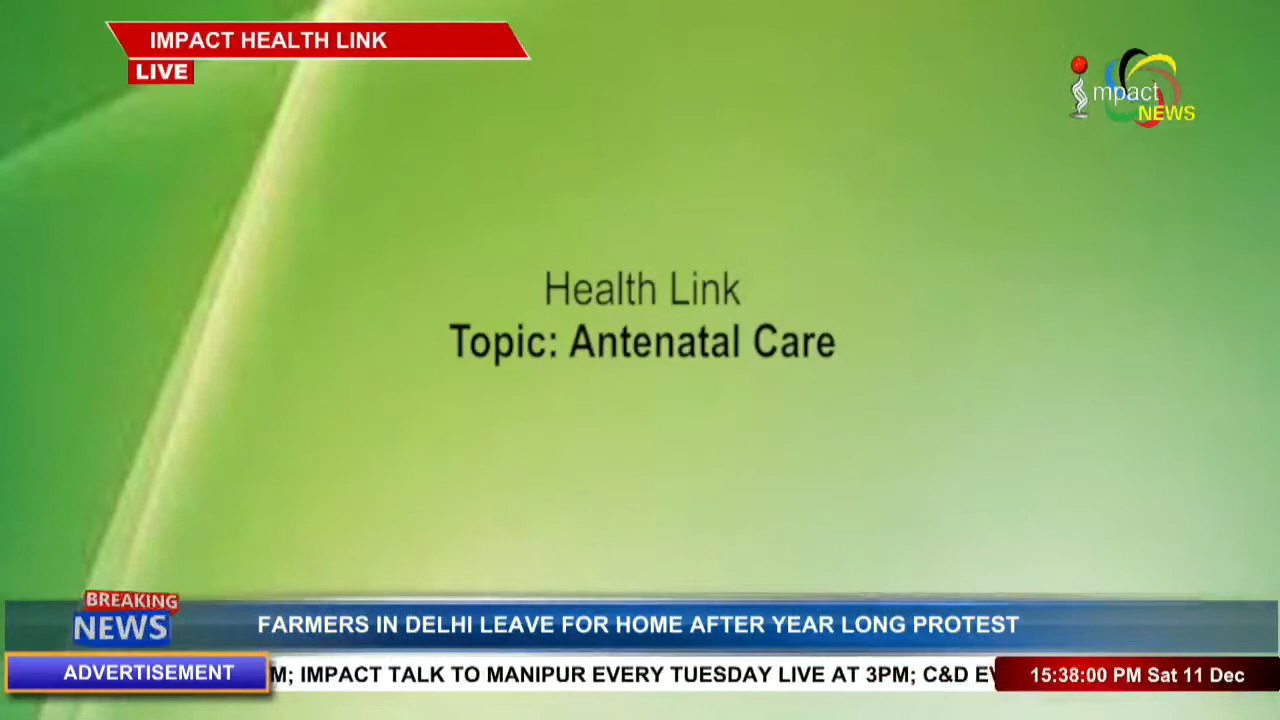 IMPACT HEALTH LINK
LIVE
impact
NEWS
Health Link
Topic: Antenatal Care
BREAKING
NEWS
FARMERS IN DELHI LEAVE FOR HOME AFTER YEAR LONG PROTEST
ADVERTISEMENT
M; IMPACT TALK TO MANIPUR EVERY TUESDAY LIVE AT 3PM; C&D EV
15:38:00 PM Sat 11 Dec